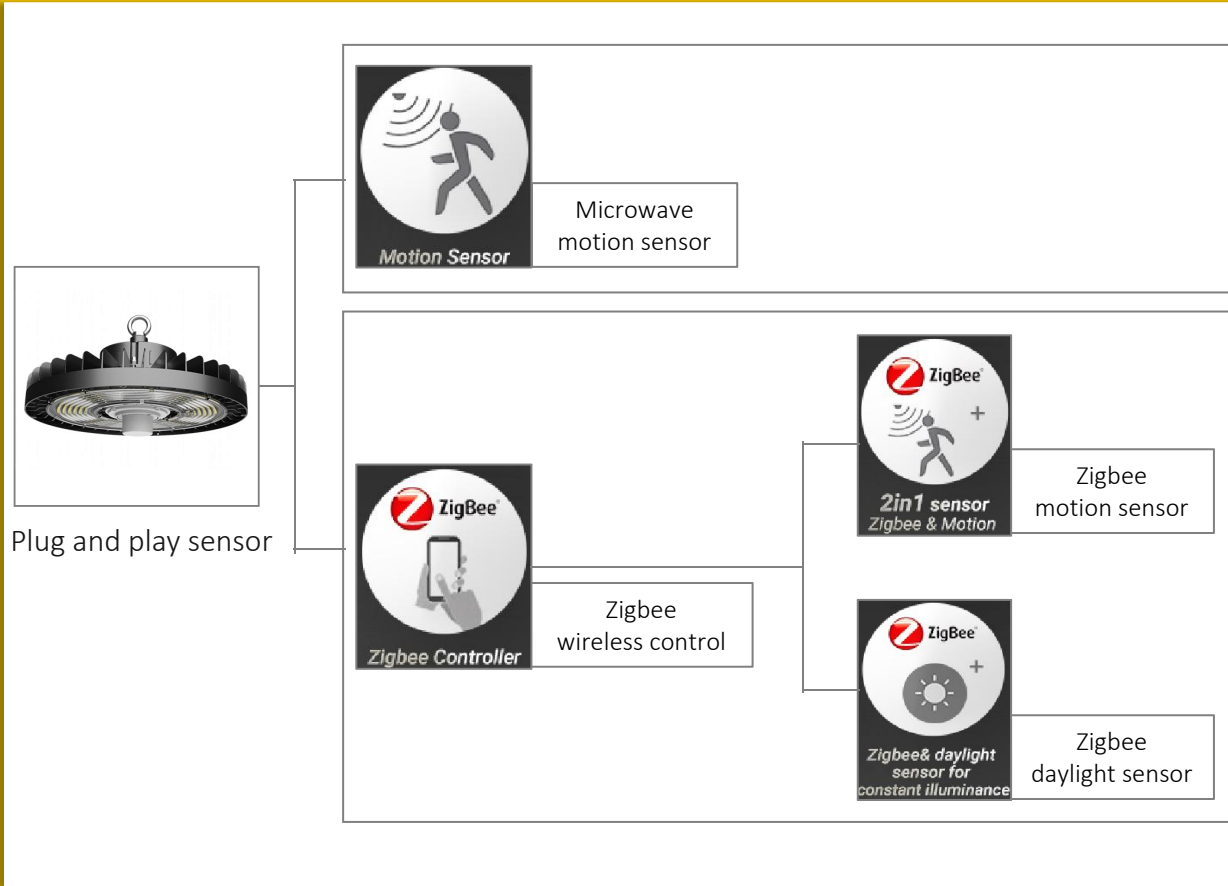 Motion Sensor
Microwave
motion sensor
Plug and play sensor
ZigBee®
Zigbee Controller
Zigbee
wireless control
ZigBee®
+
2in1 sensor
Zigbee & Motion
Zigbee
motion sensor
ZigBee®
+
Zigbee& daylight
sensor for
constant illuminance
Zigbee
daylight sensor